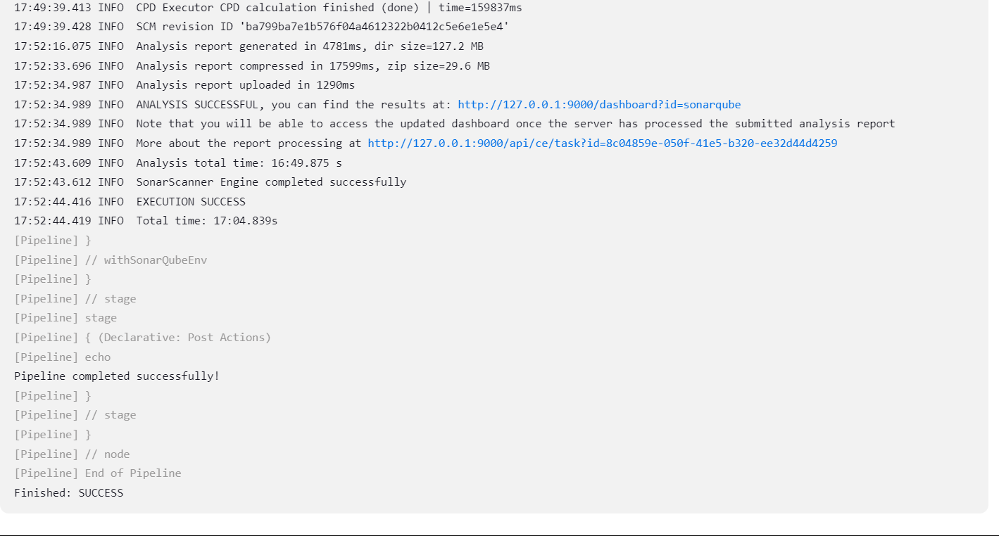 17:49:39.413 INFO  CPD Executor CPD calculation finished (done) | time=159837ms
17:49:39.428 INFO  SCM revision ID 'ba799ba7e1b576f04a4612322b0412c5e6e1e5e4'
17:52:16.075 INFO  Analysis report generated in 4781ms, dir size=127.2 MB
17:52:33.696 INFO  Analysis report compressed in 17599ms, zip size=29.6 MB
17:52:34.987 INFO  Analysis report uploaded in 1290ms
17:52:34.989 INFO  ANALYSIS SUCCESSFUL, you can find the results at: http://127.0.0.1:9000/dashboard?id=sonarqube
17:52:34.989 INFO  Note that you will be able to access the updated dashboard once the server has processed the submitted analysis report
17:52:34.989 INFO  More about the report processing at http://127.0.0.1:9000/api/ce/task?id=8c04859e-050f-41e5-b320-ee32d44d4259
17:52:43.609 INFO  Analysis total time: 16:49.875 s
17:52:43.612 INFO  SonarScanner Engine completed successfully
17:52:44.416 INFO  EXECUTION SUCCESS
17:52:44.419 INFO  Total time: 17:04.839s
[Pipeline] }
[Pipeline] // withSonarQubeEnv
[Pipeline] }
[Pipeline] // stage
[Pipeline] stage
[Pipeline] { (Declarative: Post Actions)
[Pipeline] echo
Pipeline completed successfully!
[Pipeline] }
[Pipeline] // stage
[Pipeline] }
[Pipeline] // node
[Pipeline] End of Pipeline
Finished: SUCCESS